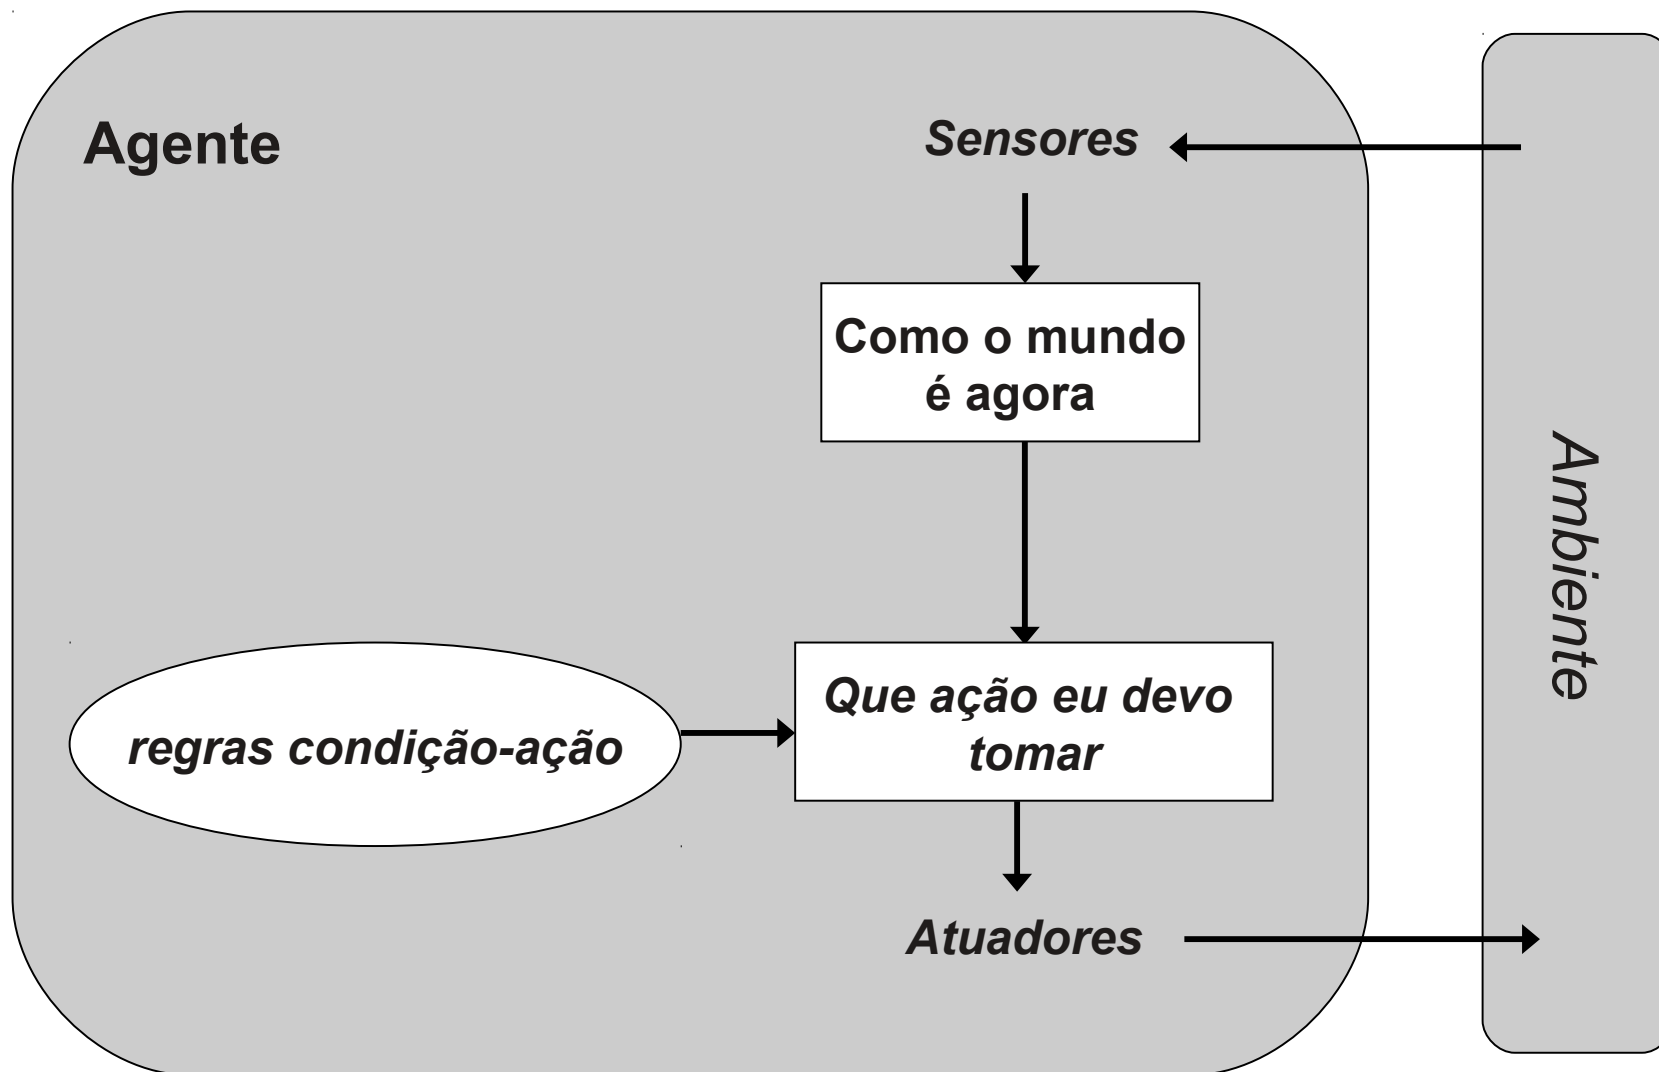 Agente
Sensores
Como o mundo
é agora
Ambiente
Que ação eu devo
tomar
regras condição-ação
Atuadores